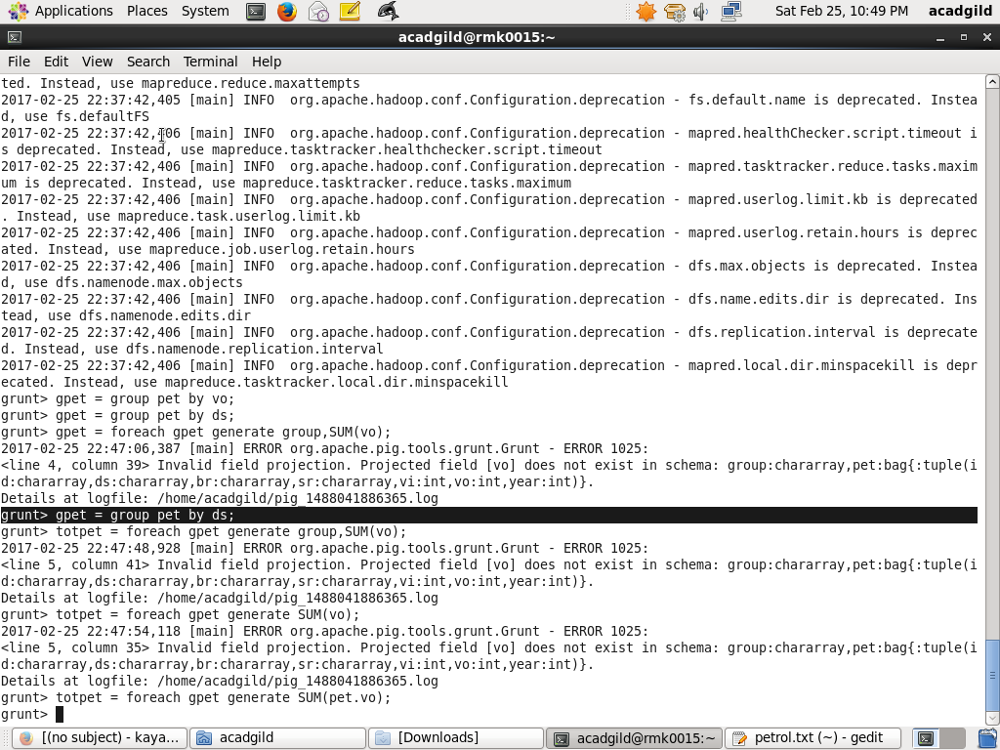 Applications Places System Sat Feb 25, 10:49 PM acadgild
acadgild@rmk0015:~
File Edit View Search Terminal Help
ted. Instead, use mapreduce.reduce.maxattempts
2017-02-25 22:37:42,405 [main] INFO  org.apache.hadoop.conf.Configuration.deprecation - fs.default.name is deprecated. Instea
d, use fs.defaultFS
2017-02-25 22:37:42,406 [main] INFO  org.apache.hadoop.conf.Configuration.deprecation - mapred.healthChecker.script.timeout i
s deprecated. Instead, use mapreduce.tasktracker.healthchecker.script.timeout
2017-02-25 22:37:42,406 [main] INFO  org.apache.hadoop.conf.Configuration.deprecation - mapred.tasktracker.reduce.tasks.maxim
um is deprecated. Instead, use mapreduce.tasktracker.reduce.tasks.maximum
2017-02-25 22:37:42,406 [main] INFO  org.apache.hadoop.conf.Configuration.deprecation - mapred.userlog.limit.kb is deprecated
. Instead, use mapreduce.task.userlog.limit.kb
2017-02-25 22:37:42,406 [main] INFO  org.apache.hadoop.conf.Configuration.deprecation - mapred.userlog.retain.hours is deprec
ated. Instead, use mapreduce.job.userlog.retain.hours
2017-02-25 22:37:42,406 [main] INFO  org.apache.hadoop.conf.Configuration.deprecation - dfs.max.objects is deprecated. Instea
d, use dfs.namenode.max.objects
2017-02-25 22:37:42,406 [main] INFO  org.apache.hadoop.conf.Configuration.deprecation - dfs.name.edits.dir is deprecated. Ins
tead, use dfs.namenode.edits.dir
2017-02-25 22:37:42,406 [main] INFO  org.apache.hadoop.conf.Configuration.deprecation - dfs.replication.interval is deprecate
d. Instead, use dfs.namenode.replication.interval
2017-02-25 22:37:42,406 [main] INFO  org.apache.hadoop.conf.Configuration.deprecation - mapred.local.dir.minspacekill is depr
ecated. Instead, use mapreduce.tasktracker.local.dir.minspacekill
grunt> gpet = group pet by vo;
grunt> gpet = group pet by ds;
grunt> gpet = foreach gpet generate group,SUM(vo);
2017-02-25 22:47:06,387 [main] ERROR org.apache.pig.tools.grunt.Grunt - ERROR 1025:
<line 4, column 39> Invalid field projection. Projected field [vo] does not exist in schema: group:chararray,pet:bag{:tuple(i
d:chararray,ds:chararray,br:chararray,sr:chararray,vi:int,vo:int,year:int)}.
Details at logfile: /home/acadgild/pig_1488041886365.log
grunt> gpet = group pet by ds;
grunt> totpet = foreach gpet generate group,SUM(vo);
2017-02-25 22:47:48,928 [main] ERROR org.apache.pig.tools.grunt.Grunt - ERROR 1025:
<line 5, column 41> Invalid field projection. Projected field [vo] does not exist in schema: group:chararray,pet:bag{:tuple(i
d:chararray,ds:chararray,br:chararray,sr:chararray,vi:int,vo:int,year:int)}.
Details at logfile: /home/acadgild/pig_1488041886365.log
grunt> totpet = foreach gpet generate SUM(vo);
2017-02-25 22:47:54,118 [main] ERROR org.apache.pig.tools.grunt.Grunt - ERROR 1025:
<line 5, column 35> Invalid field projection. Projected field [vo] does not exist in schema: group:chararray,pet:bag{:tuple(i
d:chararray,ds:chararray,br:chararray,sr:chararray,vi:int,vo:int,year:int)}.
Details at logfile: /home/acadgild/pig_1488041886365.log
grunt> totpet = foreach gpet generate SUM(pet.vo);
grunt>
[(no subject) - kaya... acadgild [Downloads] acadgild@rmk0015:~ petrol.txt (~) - gedit